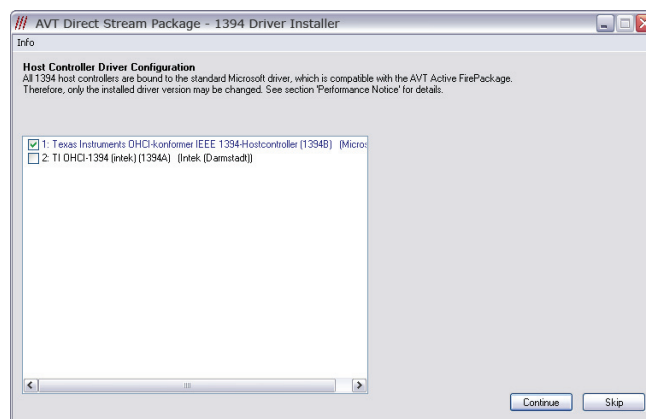 AVT Direct Stream Package - 1394 Driver Installer
Info
Host Controller Driver Configuration
All 1394 host controllers are bound to the standard Microsoft driver, which is compatible with the AVT Active FirePackage.
Therefore, only the installed driver version may be changed. See section 'Performance Notice' for details.
1: Texas Instruments OHCI-konformer IEEE 1394-Hostcontroller (1394B) (Micros
2: TI OHCI-1394 (intek) (1394A) (Intek (Darmstadt))
Continue Skip